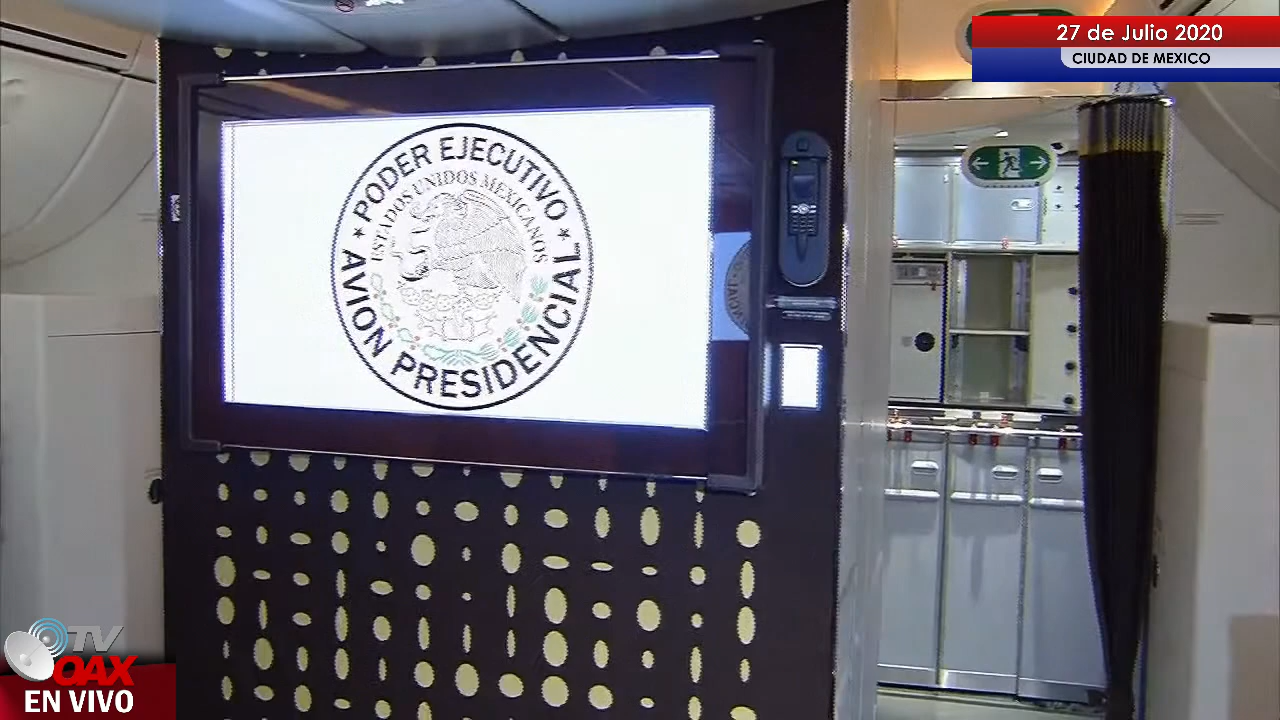 27 de Julio 2020
CIUDAD DE MEXICO
PODER EJECUTIVO
ESTADOS UNIDOS MEXICANOS
AVION PRESIDENCIAL
TV
OAX
EN VIVO